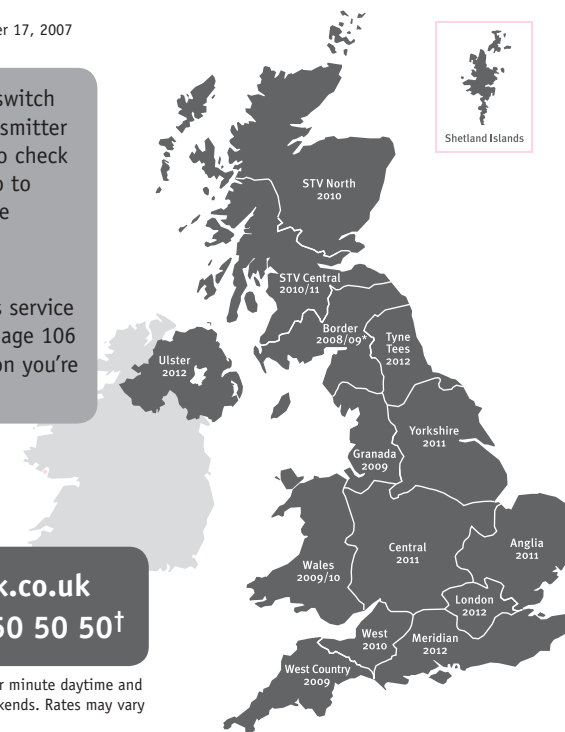 er 17, 2007
switch
smitter
o check
o to
e
s service
age 106
on you're
k.co.uk
50 50 50†
r minute daytime and
kends. Rates may vary
Shetland Islands
STV North
2010
STV Central
2010/11
Border
2008/09*
Tyne
Tees
2012
Ulster
2012
Yorkshire
2011
Granada
2009
Wales
2009/10
Central
2011
Anglia
2011
London
2012
West
2010
Meridian
2012
West Country
2009